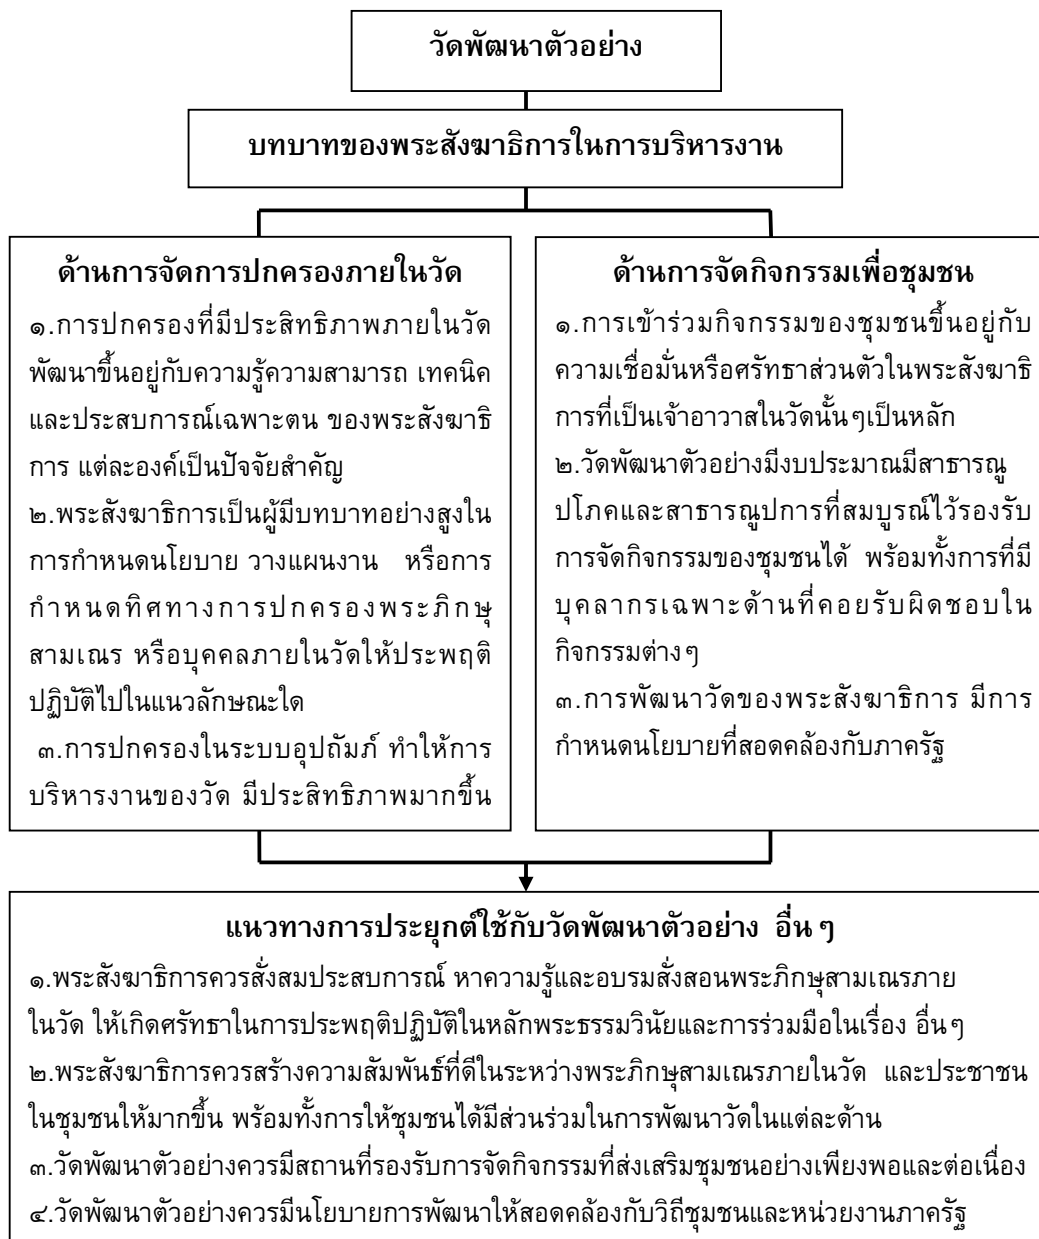 วัดพัฒนาตัวอย่าง
บทบาทของพระสังฆาธิการในการบริหารงาน
ด้านการจัดการปกครองภายในวัด
๑.การปกครองที่มีประสิทธิภาพภายในวัด
พัฒนาขึ้นอยู่กับความรู้ความสามารถ เทคนิค
และประสบการณ์เฉพาะตน ของพระสังฆาธิ
การ แต่ละองค์เป็นปัจจัยสำคัญ
๒.พระสังฆาธิการเป็นผู้มีบทบาทอย่างสูงใน
การกำหนดนโยบาย วางแผนงาน หรือการ
กำหนดทิศทางการปกครองพระภิกษุ
สามเณร หรือบุคคลภายในวัดให้ประพฤติ
ปฏิบัติไปในแนวลักษณะใด
๓.การปกครองในระบบอุปถัมภ์ ทำให้การ
บริหารงานของวัด มีประสิทธิภาพมากขึ้น
ด้านการจัดกิจกรรมเพื่อชุมชน
๑.การเข้าร่วมกิจกรรมของชุมชนขึ้นอยู่กับ
ความเชื่อมั่นหรือศรัทธาส่วนตัวในพระสังฆาธิ
การที่เป็นเจ้าอาวาสในวัดนั้นๆเป็นหลัก
๒.วัดพัฒนาตัวอย่างมีงบประมาณมีสาธารณู
ปโภคและสาธารณูปการที่สมบูรณ์ไว้รองรับ
การจัดกิจกรรมของชุมชนได้ พร้อมทั้งการที่มี
บุคลากรเฉพาะด้านที่คอยรับผิดชอบใน
กิจกรรมต่างๆ
๓.การพัฒนาวัดของพระสังฆาธิการ มีการ
กำหนดนโยบายที่สอดคล้องกับภาครัฐ
แนวทางการประยุกต์ใช้กับวัดพัฒนาตัวอย่าง อื่นๆ
๑.พระสังฆาธิการควรสั่งสมประสบการณ์ หาความรู้และอบรมสั่งสอนพระภิกษุสามเณรภาย
ในวัด ให้เกิดศรัทธาในการประพฤติปฏิบัติในหลักพระธรรมวินัยและการร่วมมือในเรื่อง อื่นๆ
๒.พระสังฆาธิการควรสร้างความสัมพันธ์ที่ดีในระหว่างพระภิกษุสามเณรภายในวัด และประชาชน
ในชุมชนให้มากขึ้น พร้อมทั้งการให้ชุมชนได้มีส่วนร่วมในการพัฒนาวัดในแต่ละด้าน
๓.วัดพัฒนาตัวอย่างควรมีสถานที่รองรับการจัดกิจกรรมที่ส่งเสริมชุมชนอย่างเพียงพอและต่อเนื่อง
๔.วัดพัฒนาตัวอย่างควรมีนโยบายการพัฒนาให้สอดคล้องกับวิถีชุมชนและหน่วยงานภาครัฐ